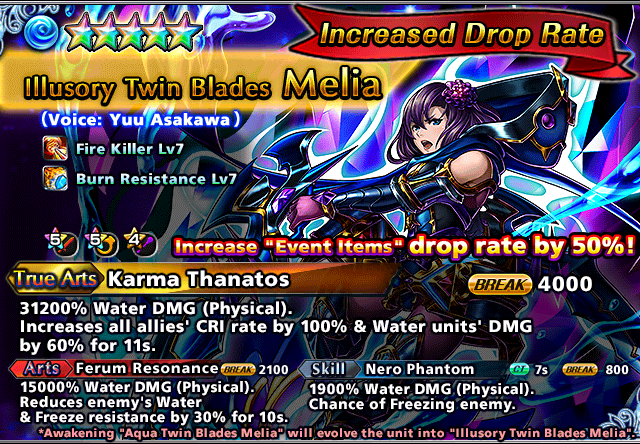 Increased Drop Rate
Illusory Twin Blades Melia
(Voice: Yuu Asakawa)
Fire Killer Lv7
Burn Resistance Lv7
5 5 4
Increase "Event Items" drop rate by 50%!
True Arts Karma Thanatos BREAK 4000
31200% Water DMG (Physical).
Increases all allies' CRI rate by 100% & Water units' DMG
by 60% for 11s.
Arts Ferum Resonance BREAK 2100
15000% Water DMG (Physical).
Reduces enemy's Water
& Freeze resistance by 30% for 10s.
Skill Nero Phantom CT 7s BREAK 800
1900% Water DMG (Physical).
Chance of Freezing enemy.
*Awakening "Aqua Twin Blades Melia" will evolve the unit into "Illusory Twin Blades Melia".